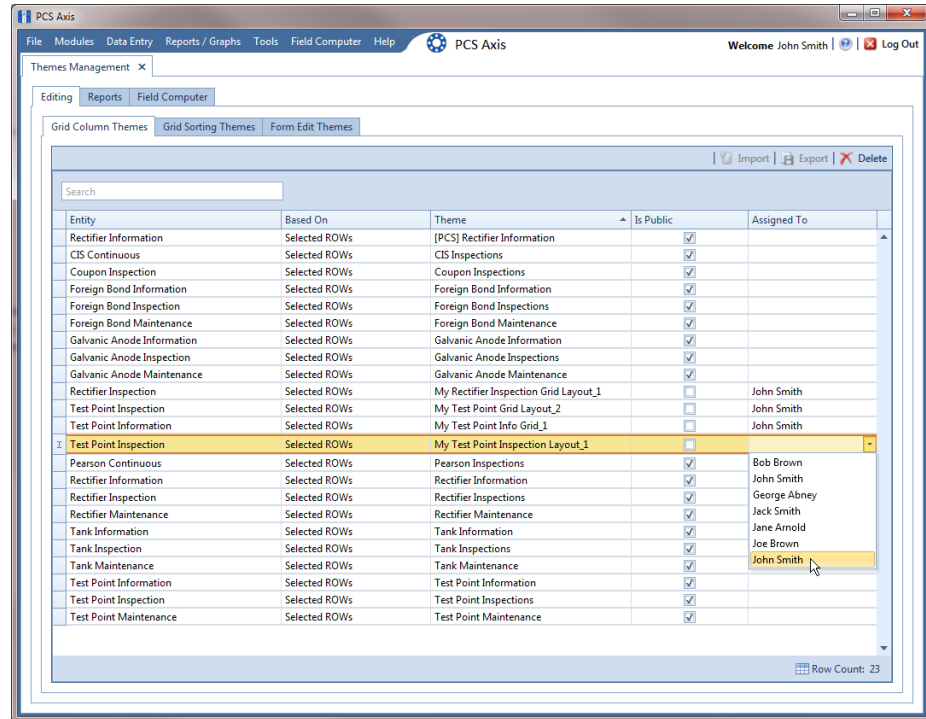 PCS Axis
File Modules Data Entry Reports / Graphs Tools Field Computer Help PCS Axis Welcome John Smith | | Log Out
Themes Management
Editing Reports Field Computer
Grid Column Themes Grid Sorting Themes Form Edit Themes
Import Export Delete
Search
Entity Based On Theme Is Public Assigned To
Rectifier Information Selected ROWs [PCS] Rectifier Information
CIS Continuous Selected ROWs CIS Inspections
Coupon Inspection Selected ROWs Coupon Inspections
Foreign Bond Information Selected ROWs Foreign Bond Information
Foreign Bond Inspection Selected ROWs Foreign Bond Inspections
Foreign Bond Maintenance Selected ROWs Foreign Bond Maintenance
Galvanic Anode Information Selected ROWs Galvanic Anode Information
Galvanic Anode Inspection Selected ROWs Galvanic Anode Inspections
Galvanic Anode Maintenance Selected ROWs Galvanic Anode Maintenance
Rectifier Inspection Selected ROWs My Rectifier Inspection Grid Layout_1 John Smith
Test Point Inspection Selected ROWs My Test Point Grid Layout_2 John Smith
Test Point Information Selected ROWs My Test Point Info Grid_1 John Smith
Test Point Inspection Selected ROWs My Test Point Inspection Layout_1
Pearson Continuous Selected ROWs Pearson Inspections Bob Brown
Rectifier Information Selected ROWs Rectifier Information John Smith
Rectifier Inspection Selected ROWs Rectifier Inspections George Abney
Rectifier Maintenance Selected ROWs Rectifier Maintenance Jack Smith
Tank Information Selected ROWs Tank Information Jane Arnold
Tank Inspection Selected ROWs Tank Inspections Joe Brown
Tank Maintenance Selected ROWs Tank Maintenance John Smith
Test Point Information Selected ROWs Test Point Information
Test Point Inspection Selected ROWs Test Point Inspections
Test Point Maintenance Selected ROWs Test Point Maintenance
Row Count: 23